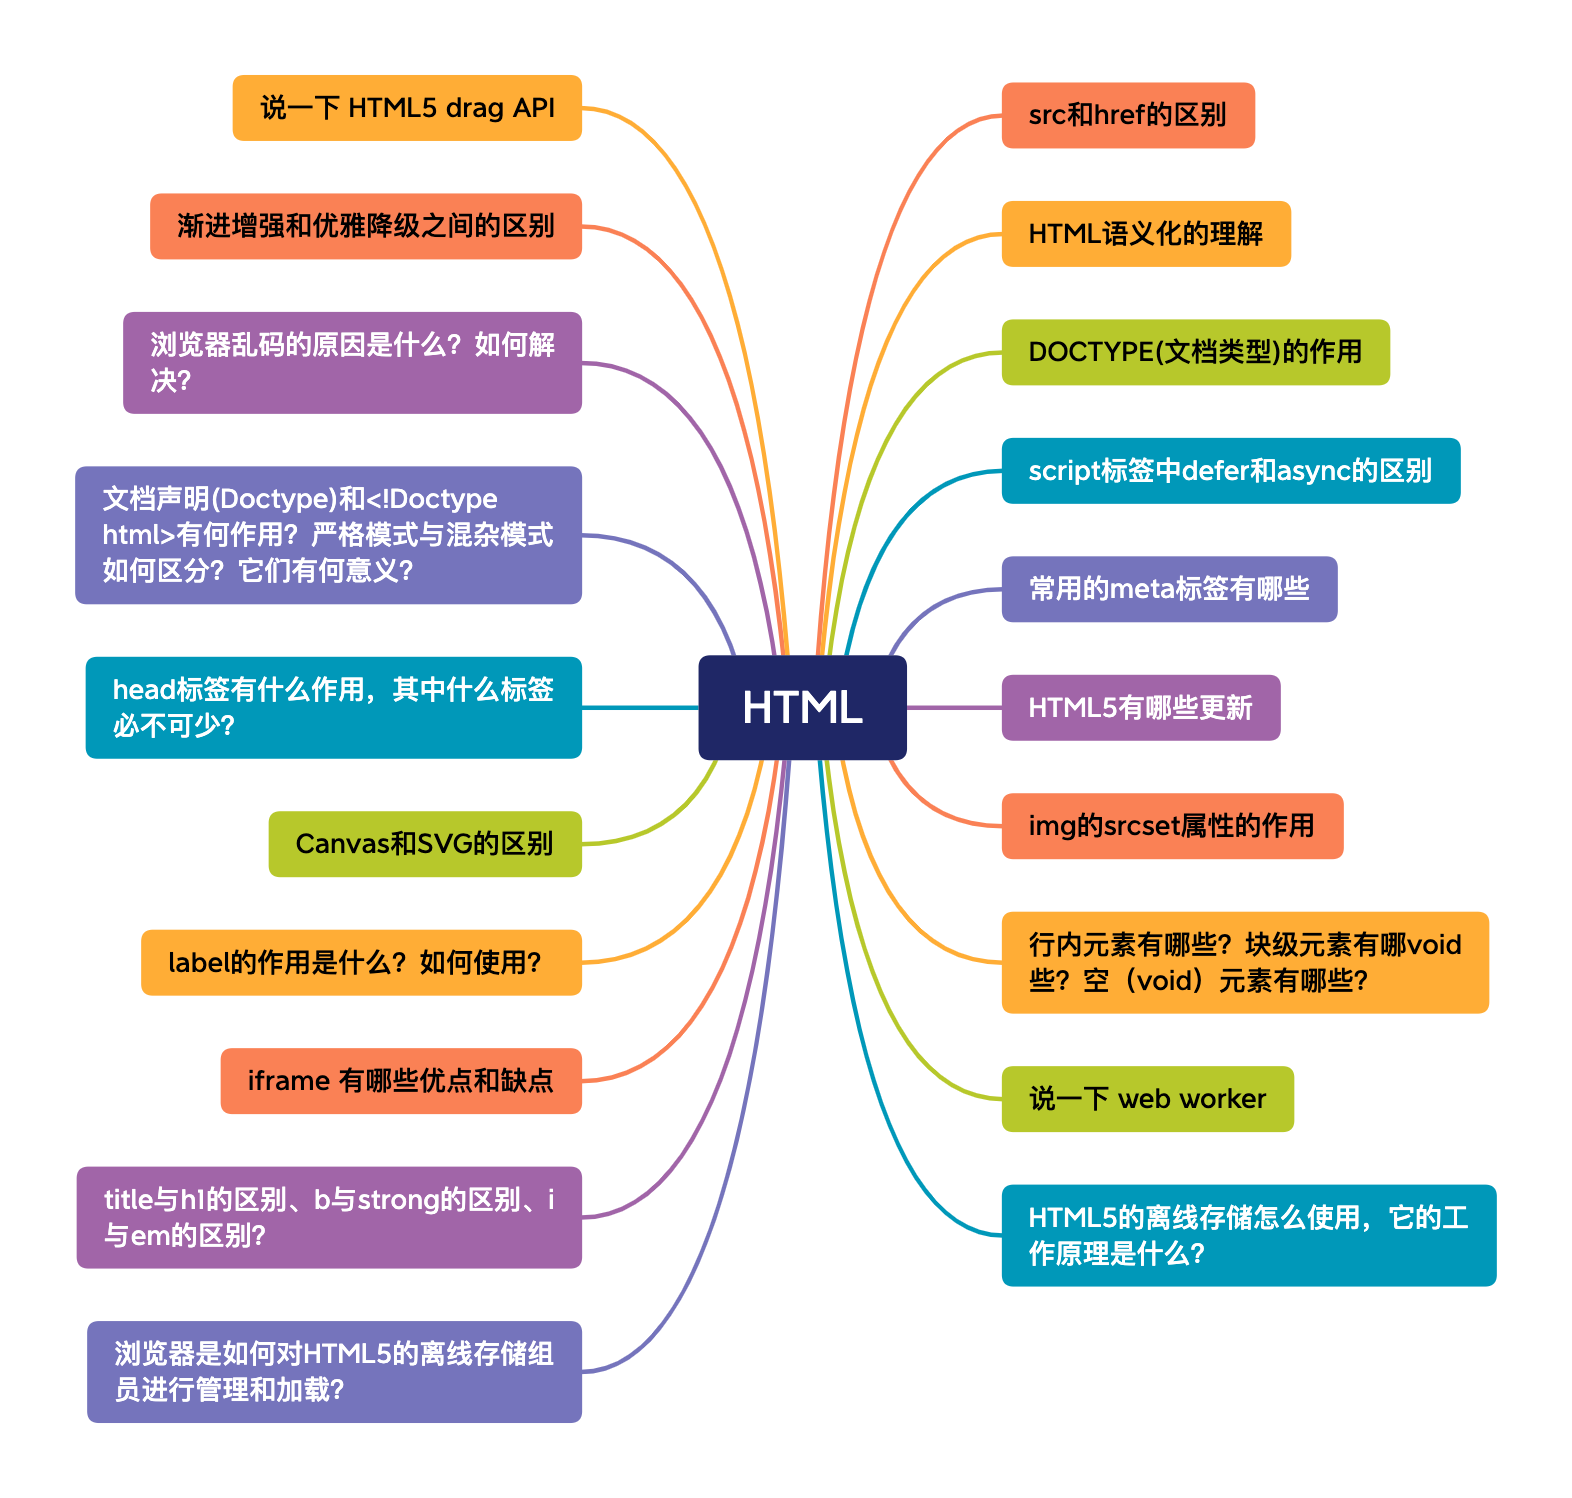 说一下 HTML5 drag API
渐进增强和优雅降级之间的区别
浏览器乱码的原因是什么？如何解
决？
文档声明(Doctype)和<!Doctype
html>有何作用？严格模式与混杂模式
如何区分？它们有何意义？
head标签有什么作用，其中什么标签
必不可少？
Canvas和SVG的区别
label的作用是什么？如何使用？
iframe 有哪些优点和缺点
title与h1的区别、b与strong的区别、i
与em的区别？
浏览器是如何对HTML5的离线存储组
员进行管理和加载？
HTML
src和href的区别
HTML语义化的理解
DOCTYPE(文档类型)的作用
script标签中defer和async的区别
常用的meta标签有哪些
HTML5有哪些更新
img的srcset属性的作用
行内元素有哪些？块级元素有哪void
些？空（void）元素有哪些？
说一下 web worker
HTML5的离线存储怎么使用，它的工
作原理是什么？